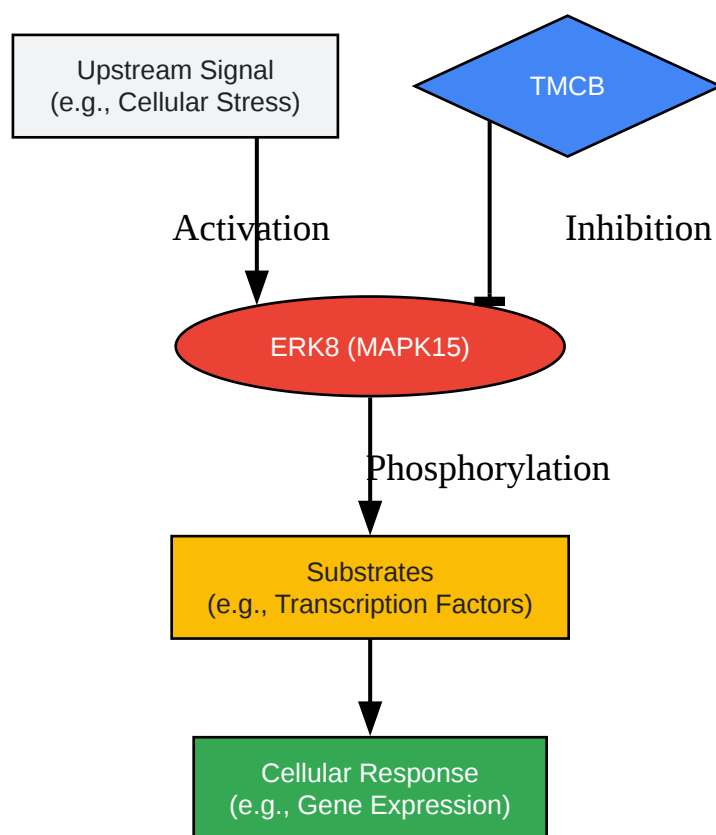 Upstream Signal
(e.g., Cellular Stress)
TMCB
Activation
Inhibition
ERK8 (MAPK15)
Phosphorylation
Substrates
(e.g., Transcription Factors)
Cellular Response
(e.g., Gene Expression)